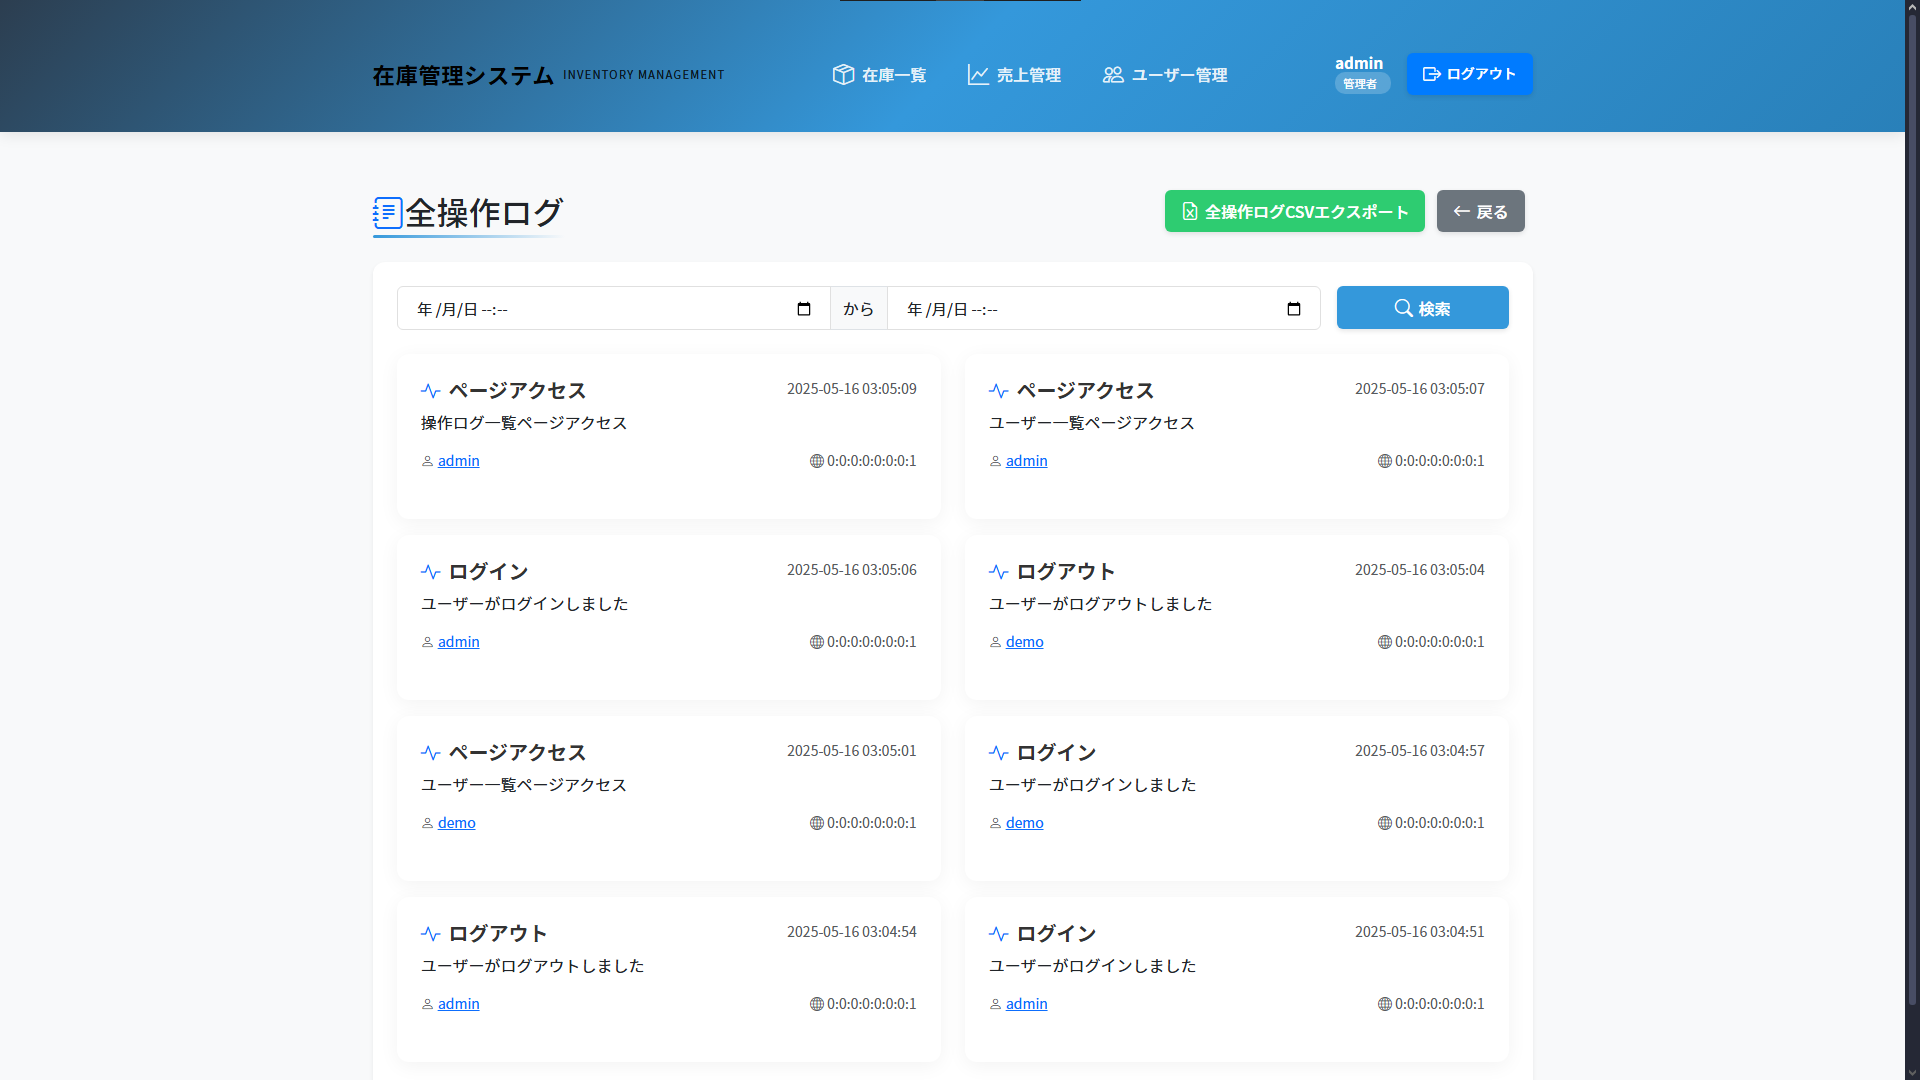 在庫管理システム INVENTORY MANAGEMENT
在庫一覧
売上管理
ユーザー管理
admin
管理者
ログアウト
全操作ログ
全操作ログCSVエクスポート
戻る
年 /月/日 --:--
から
年 /月/日 --:--
検索
ページアクセス
2025-05-16 03:05:09
操作ログ一覧ページアクセス
admin
0:0:0:0:0:0:0:1
ページアクセス
2025-05-16 03:05:07
ユーザー一覧ページアクセス
admin
0:0:0:0:0:0:0:1
ログイン
2025-05-16 03:05:06
ユーザーがログインしました
admin
0:0:0:0:0:0:0:1
ログアウト
2025-05-16 03:05:04
ユーザーがログアウトしました
demo
0:0:0:0:0:0:0:1
ページアクセス
2025-05-16 03:05:01
ユーザー一覧ページアクセス
demo
0:0:0:0:0:0:0:1
ログイン
2025-05-16 03:04:57
ユーザーがログインしました
demo
0:0:0:0:0:0:0:1
ログアウト
2025-05-16 03:04:54
ユーザーがログアウトしました
admin
0:0:0:0:0:0:0:1
ログイン
2025-05-16 03:04:51
ユーザーがログインしました
admin
0:0:0:0:0:0:0:1